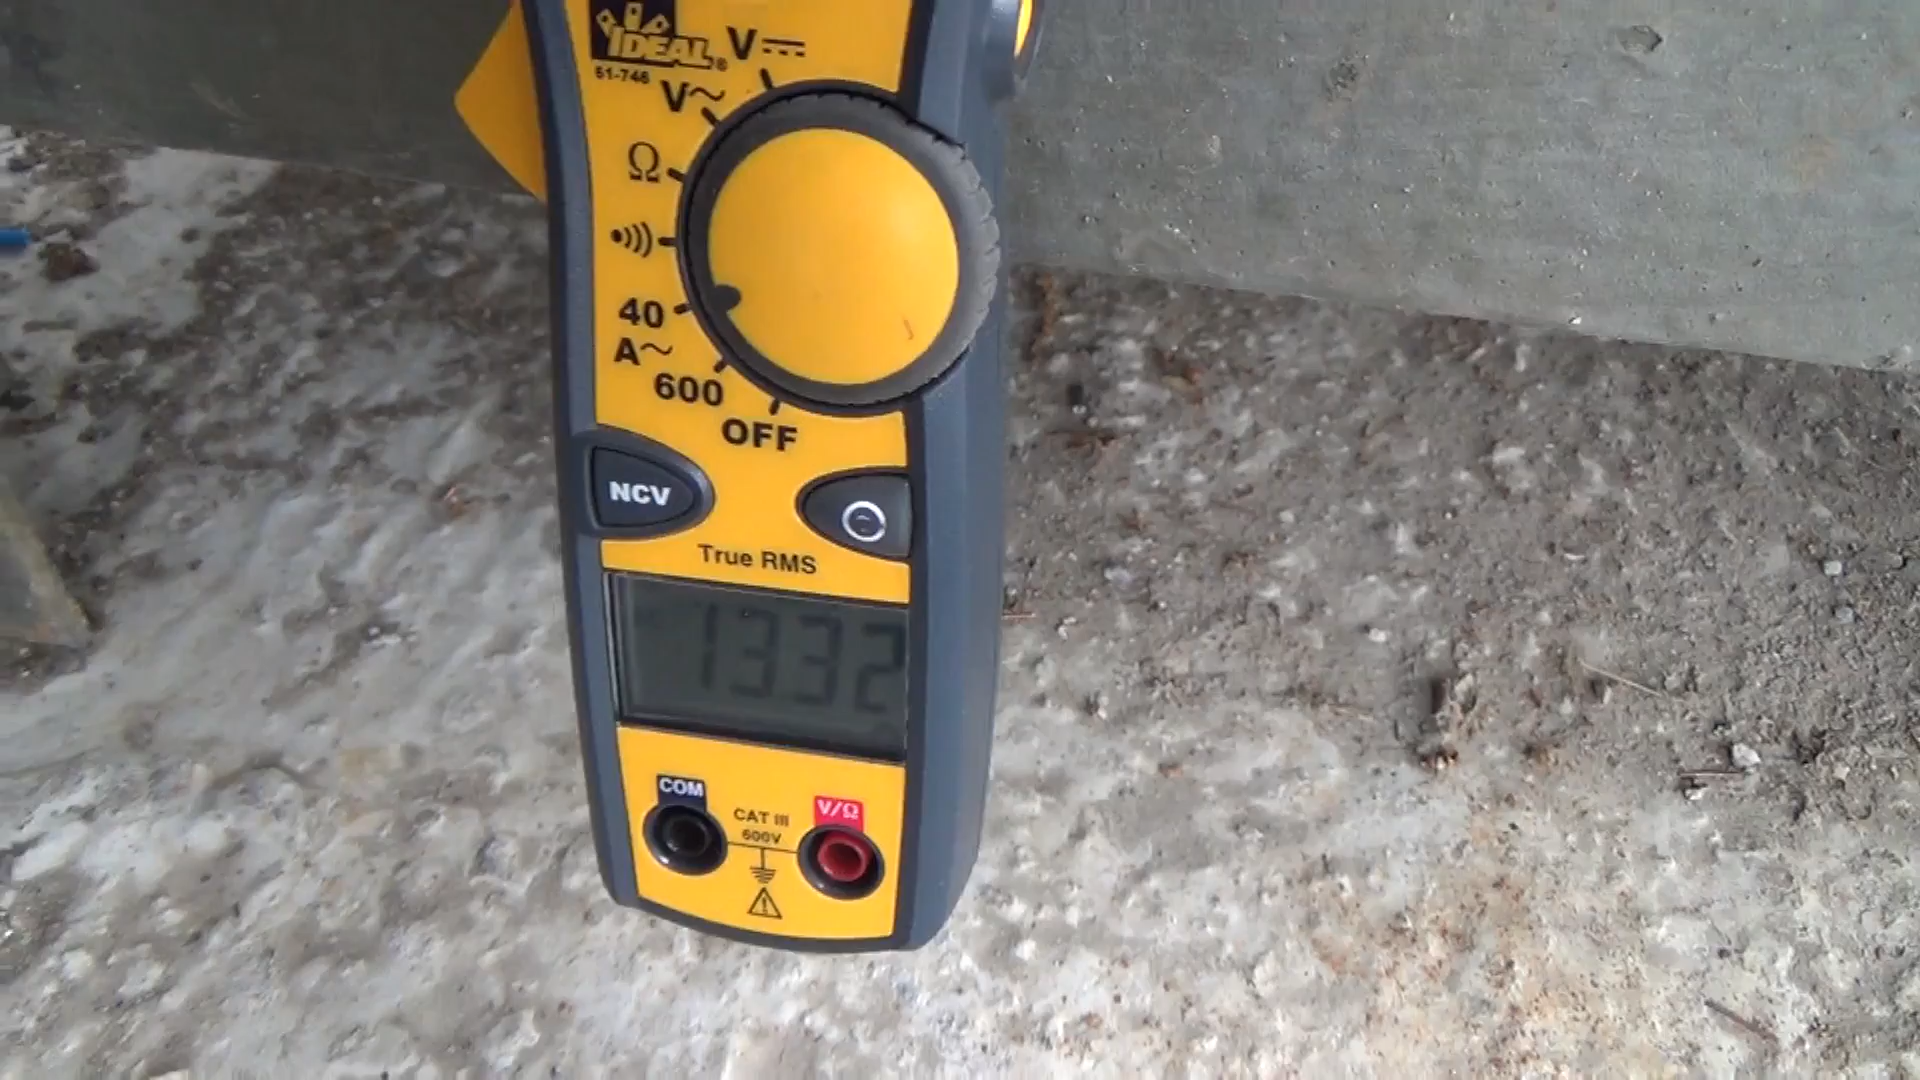 IDEAL®
61-746
V⎓
V~
Ω
40
A~
600
OFF
NCV
True RMS
1332
COM
V/Ω
CAT III
600V